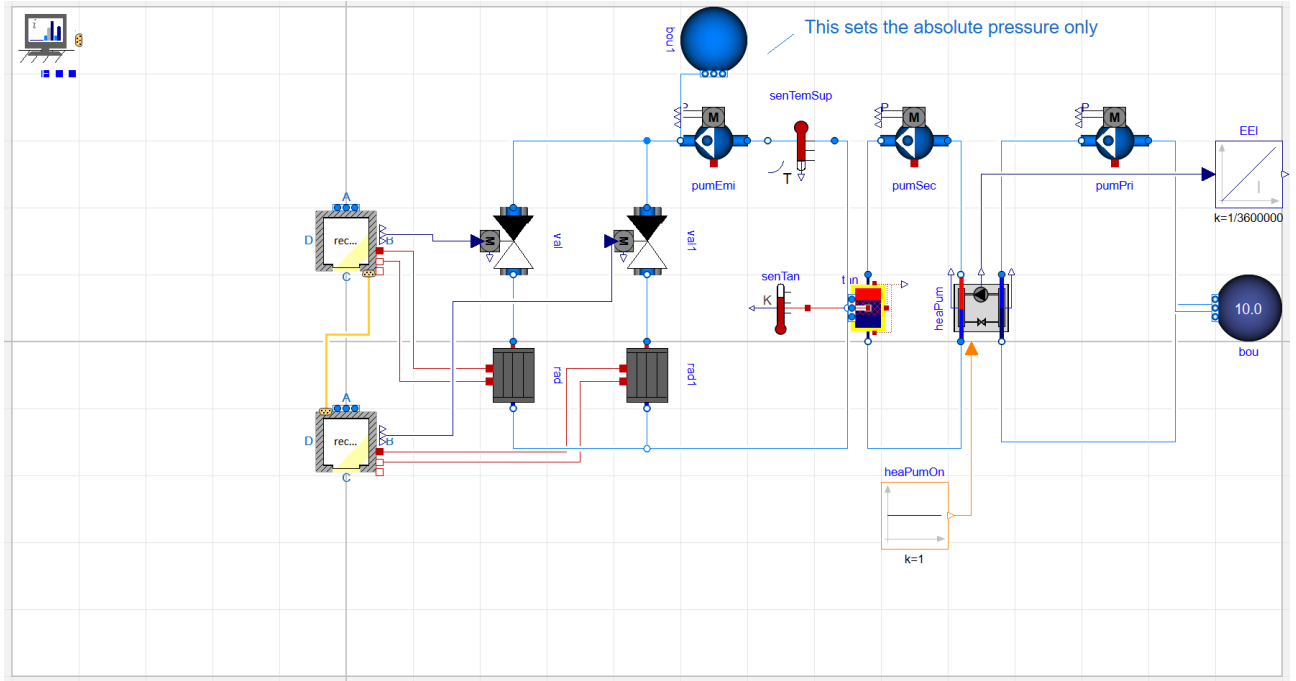 This sets the absolute pressure only
bou1
senTemSup
P
M
P
M
P
M
EEI
T
pumEmi
pumSec
pumPri
I
k=1/3600000
A
D
rec...
B
C
M
val
M
val1
senTan
K
heaPum
10.0
bou
rad
rad1
A
D
rec...
B
C
heaPumOn
k=1